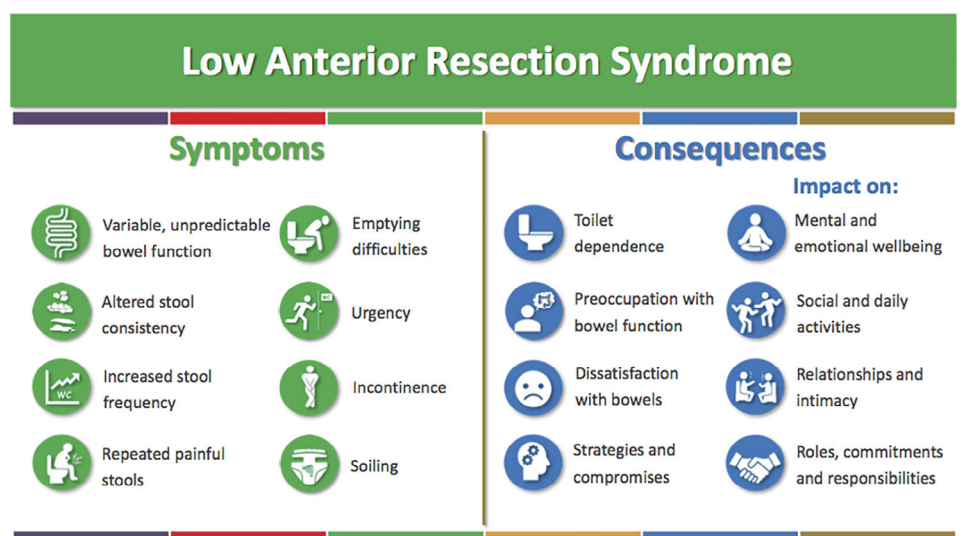 Low Anterior Resection Syndrome
Symptoms
Variable, unpredictable
bowel function
Altered stool
consistency
WC
Increased stool
frequency
Repeated painful
stools
Emptying
difficulties
WC
Urgency
Incontinence
Soiling
Consequences
Toilet
dependence
Preoccupation with
bowel function
Dissatisfaction
with bowels
Strategies and
compromises
Impact on:
Mental and
emotional wellbeing
Social and daily
activities
Relationships and
intimacy
Roles, commitments
and responsibilities